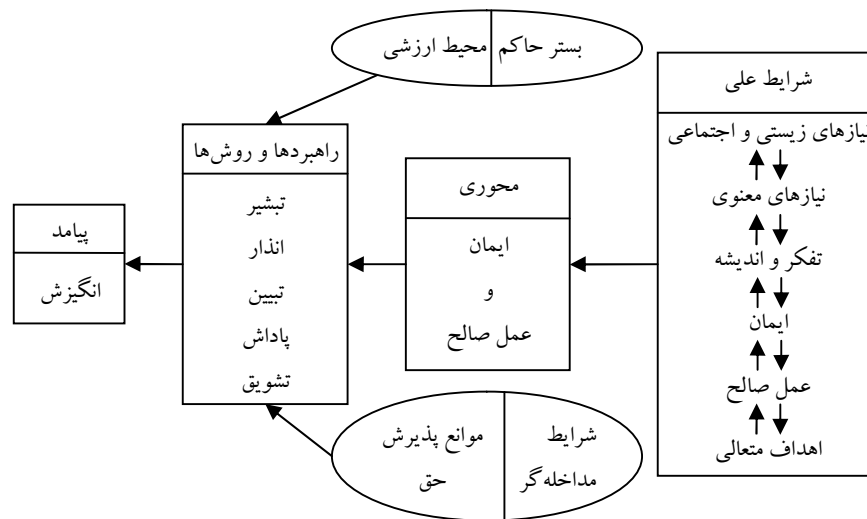 بستر حاکم
محیط ارزشی
شرایط علی
نیازهای زیستی و اجتماعی
نیازهای معنوی
تفکر و اندیشه
ایمان
عمل صالح
اهداف متعالی
محوری
ایمان
و
عمل صالح
راهبردها و روش‌ها
تبشیر
انذار
تبیین
پاداش
تشویق
پیامد
انگیزش
شرایط
مداخله‌گر
موانع پذیرش
حق